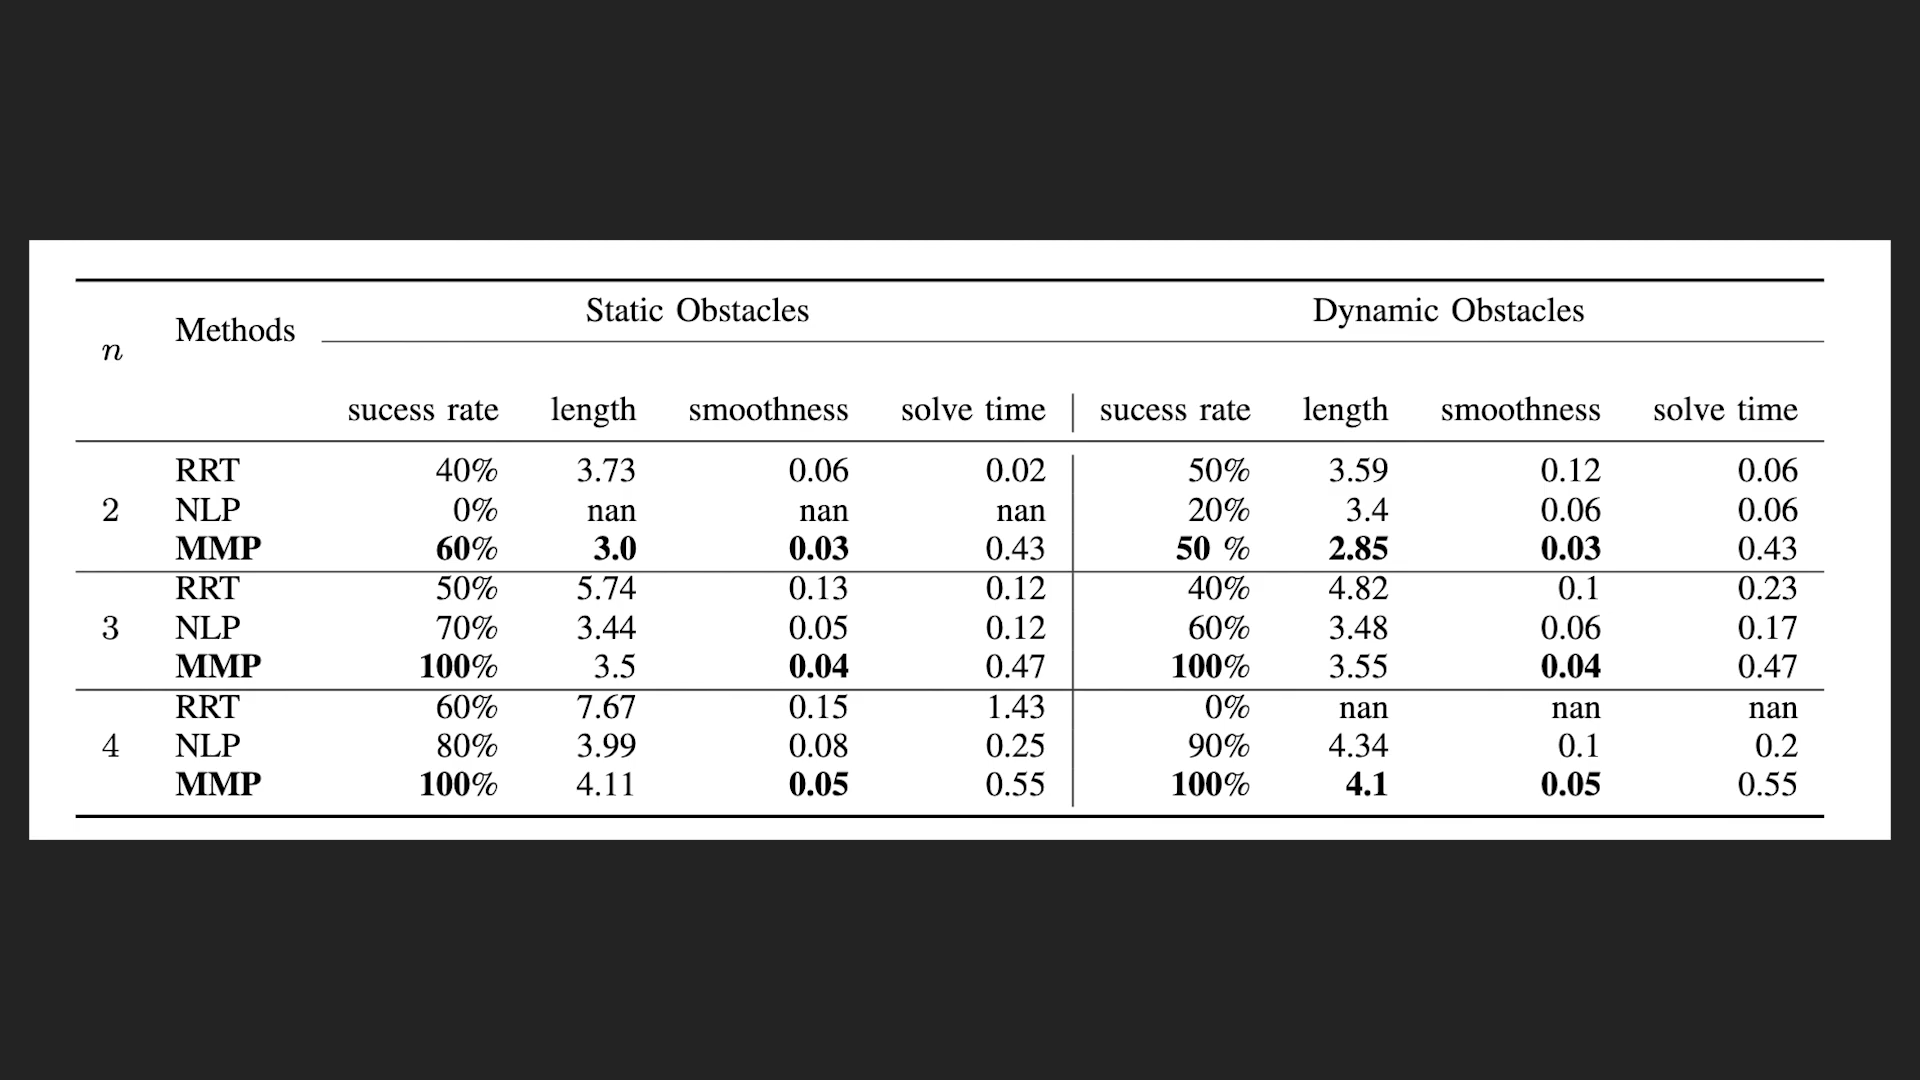 Static Obstacles Dynamic Obstacles
n Methods
sucess rate length smoothness solve time sucess rate length smoothness solve time
RRT 40% 3.73 0.06 0.02 50% 3.59 0.12 0.06
2 NLP 0% nan nan nan 20% 3.4 0.06 0.06
MMP 60% 3.0 0.03 0.43 50 % 2.85 0.03 0.43
RRT 50% 5.74 0.13 0.12 40% 4.82 0.1 0.23
3 NLP 70% 3.44 0.05 0.12 60% 3.48 0.06 0.17
MMP 100% 3.5 0.04 0.47 100% 3.55 0.04 0.47
RRT 60% 7.67 0.15 1.43 0% nan nan nan
4 NLP 80% 3.99 0.08 0.25 90% 4.34 0.1 0.2
MMP 100% 4.11 0.05 0.55 100% 4.1 0.05 0.55